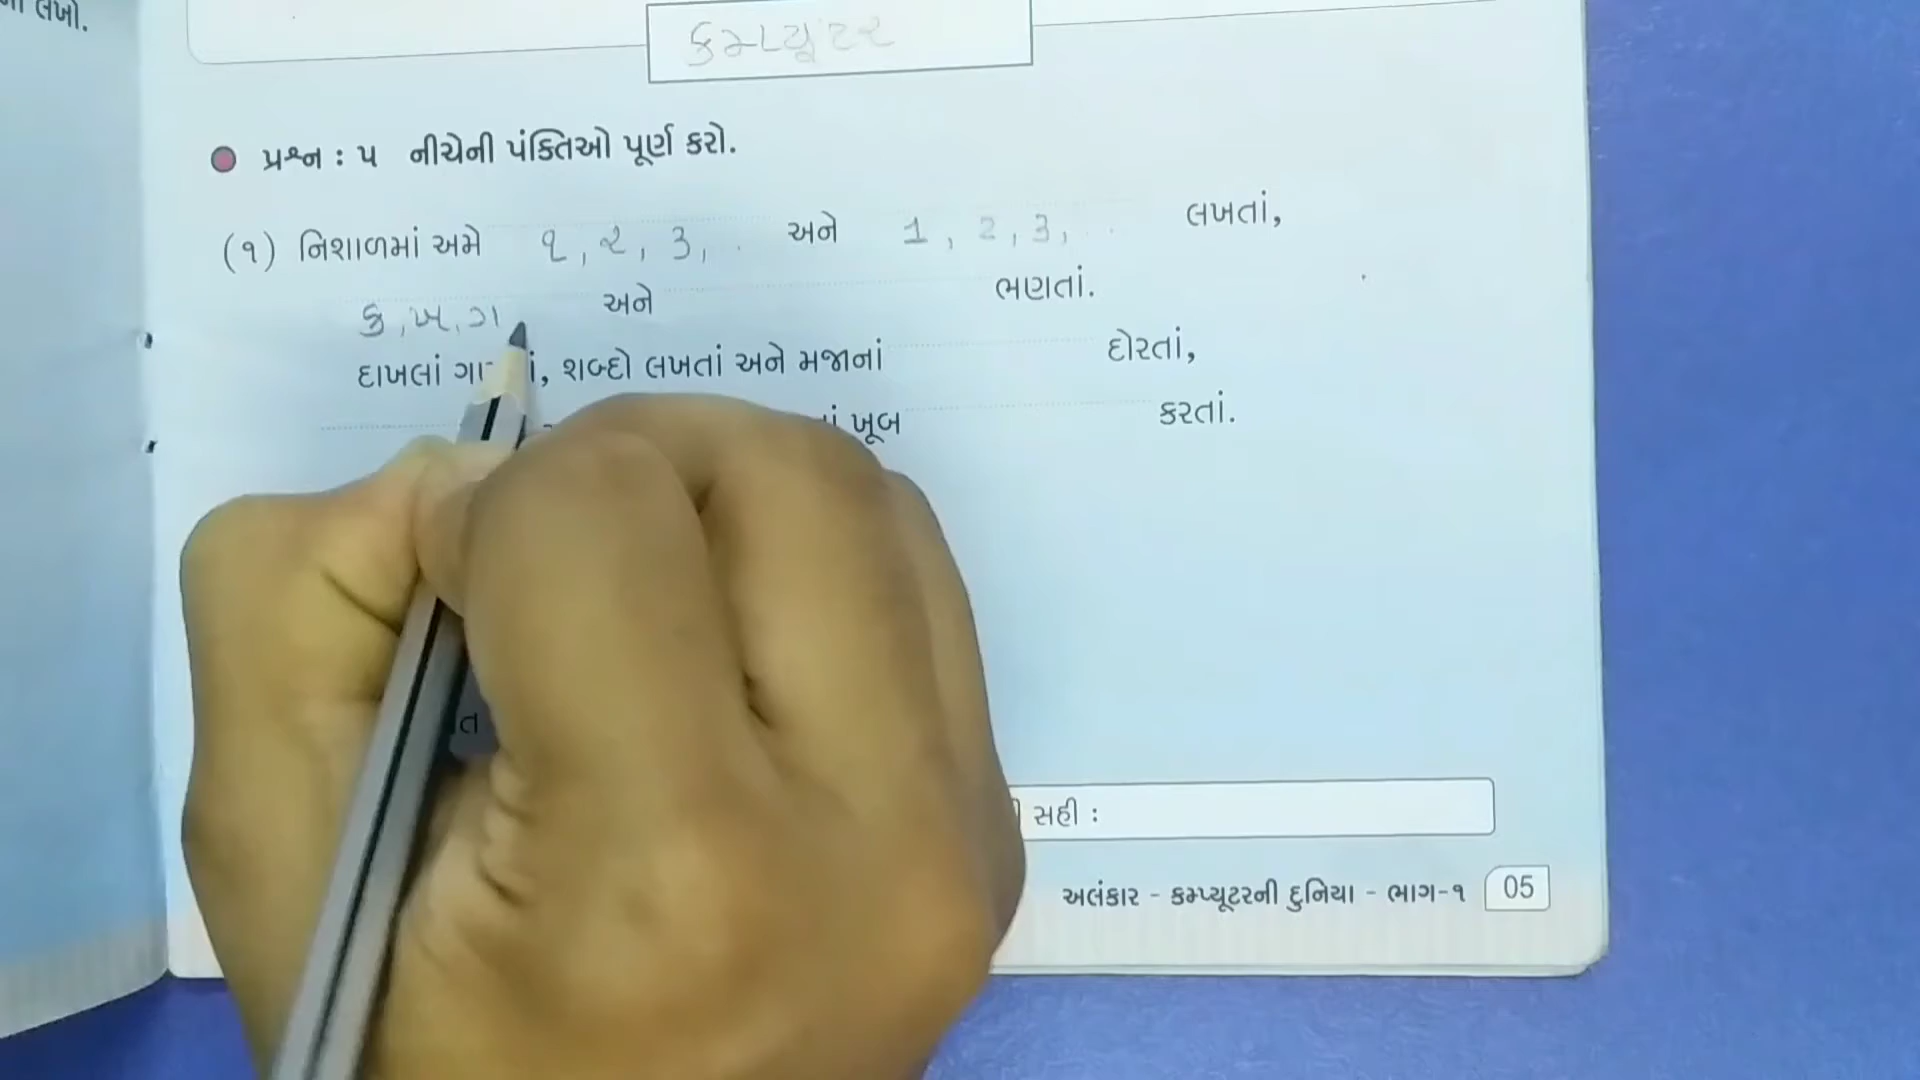 લખો.
કમ્પ્યૂટર
પ્રશ્ન : ૫ નીચેની પંક્તિઓ પૂર્ણ કરો.
(૧) નિશાળમાં અમે ૧, ૨, ૩, . અને 1, 2, 3, . . લખતાં,
ક, ખ, ગ અને ભણતાં.
દાખલાં શબ્દો લખતાં અને મજાનાં દોરતાં,
ખૂબ કરતાં.
સહી :
અલંકાર - કમ્પ્યૂટરની દુનિયા - ભાગ-૧ 05